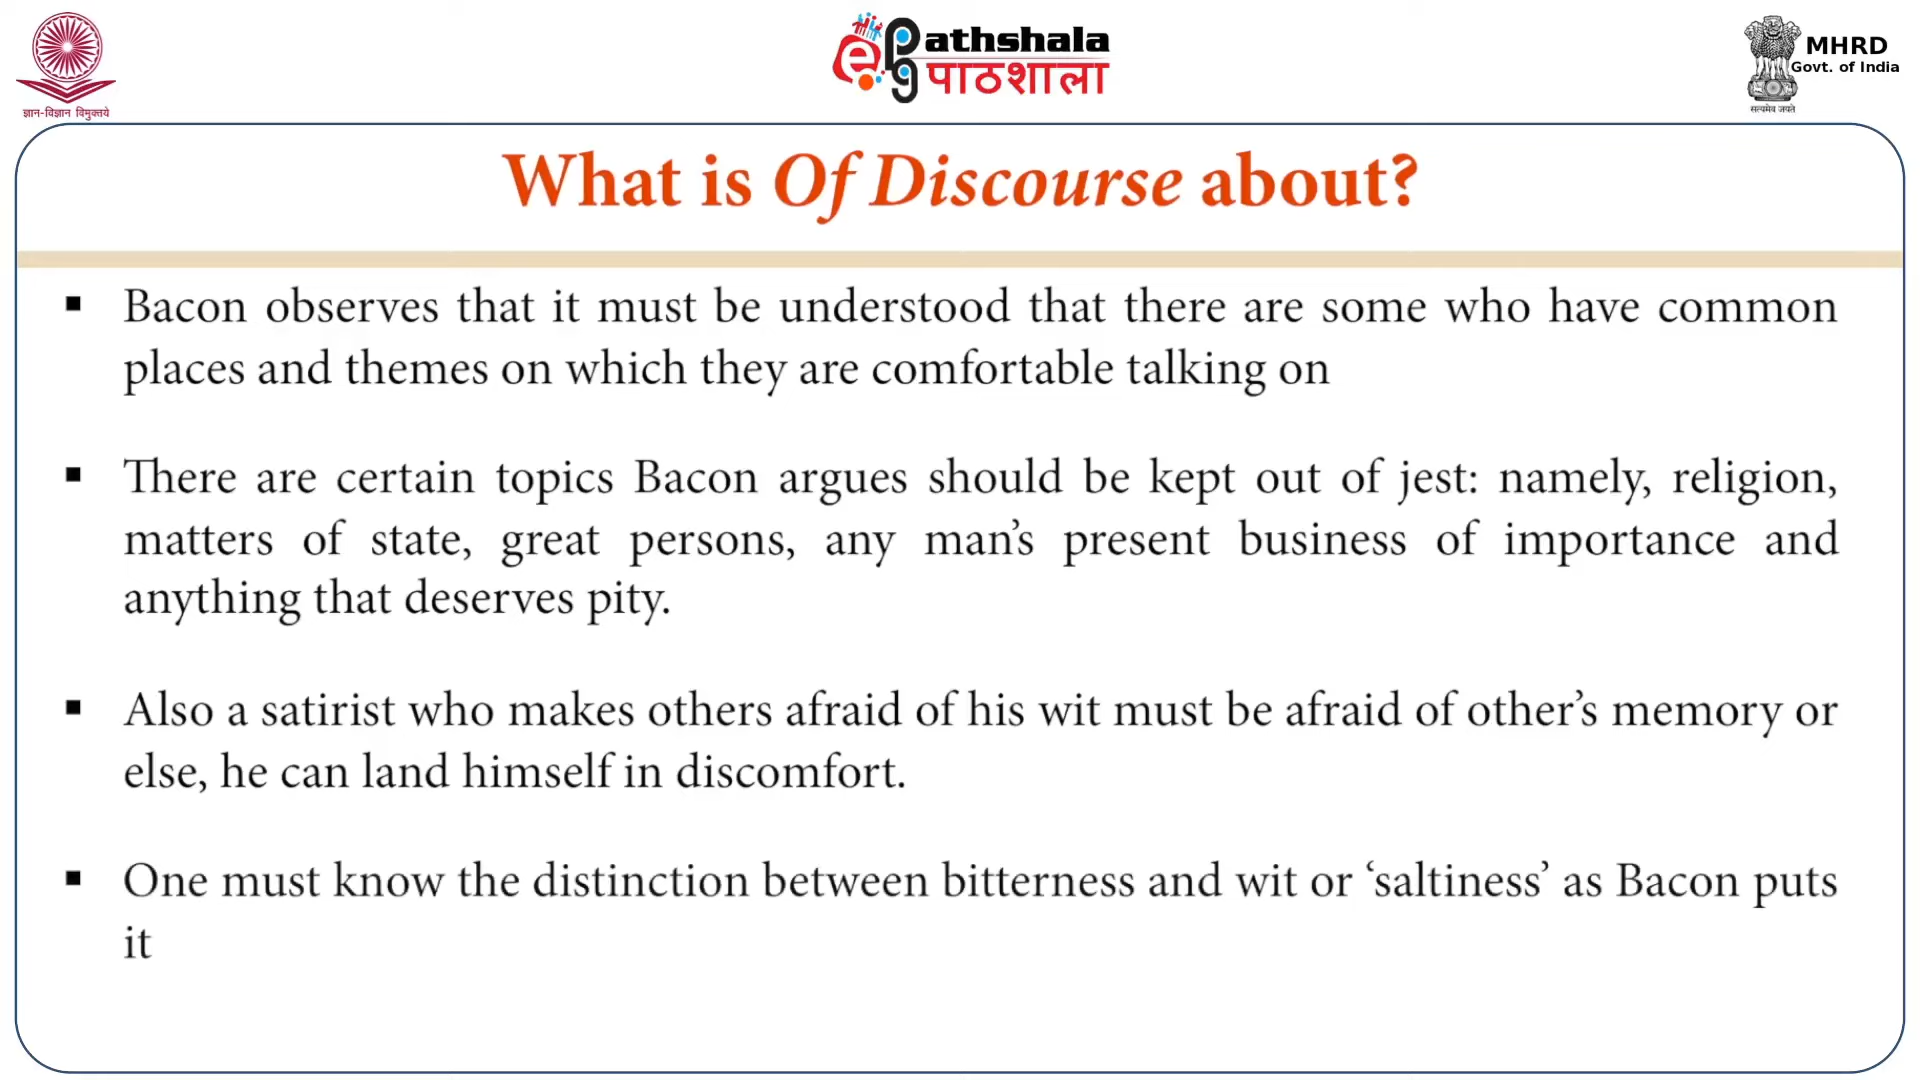 ज्ञान-विज्ञान विमुक्तये
ePathshala
पाठशाला
MHRD
Govt. of India
सत्यमेव जयते
What is Of Discourse about?
▪ Bacon observes that it must be understood that there are some who have common
places and themes on which they are comfortable talking on
▪ There are certain topics Bacon argues should be kept out of jest: namely, religion,
matters of state, great persons, any man’s present business of importance and
anything that deserves pity.
▪ Also a satirist who makes others afraid of his wit must be afraid of other’s memory or
else, he can land himself in discomfort.
▪ One must know the distinction between bitterness and wit or ‘saltiness’ as Bacon puts
it